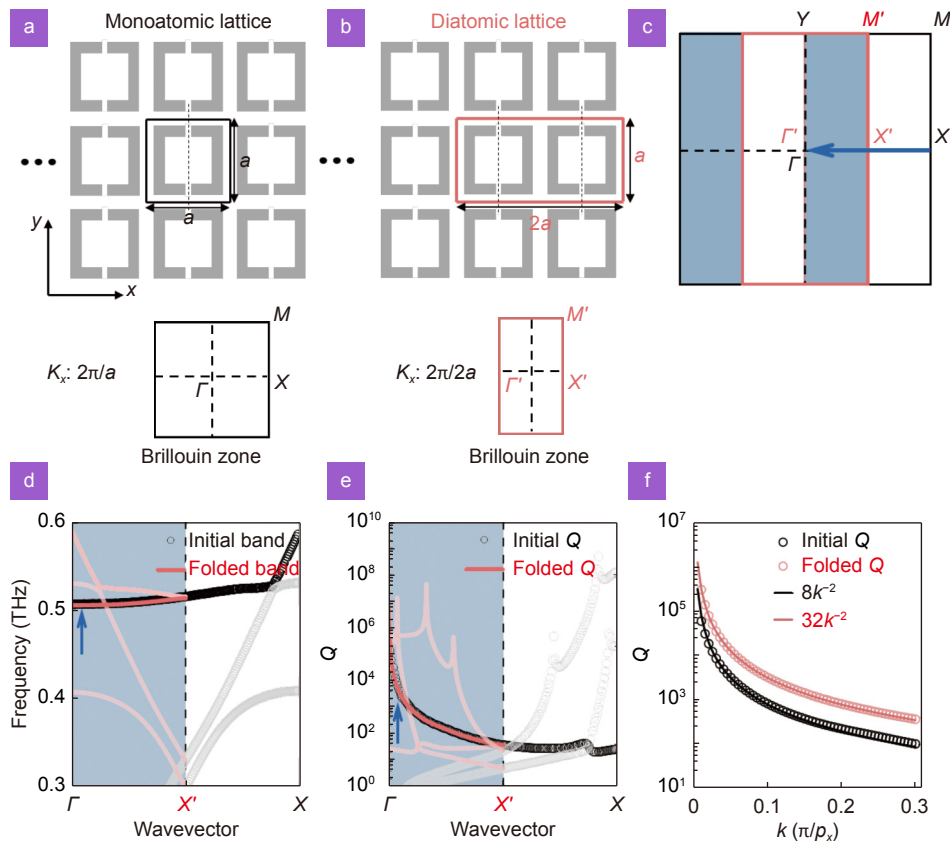 a
Monoatomic lattice
a
a
y
x
M
K_x: 2π/a
Γ
X
Brillouin zone
b
Diatomic lattice
a
2a
M′
K_x: 2π/2a
Γ′
X′
Brillouin zone
c
Y
M′
M
Γ′
X′
X
Γ
d
0.6
0.5
0.4
0.3
Frequency (THz)
Initial band
Folded band
Γ
X′
X
Wavevector
e
10^10
10^8
10^6
10^4
10^2
10^0
Q
Initial Q
Folded Q
Γ
X′
X
Wavevector
f
10^7
10^5
10^3
10^1
Q
Initial Q
Folded Q
8k^−2
32k^−2
0
0.1
0.2
0.3
k (π/p_x)